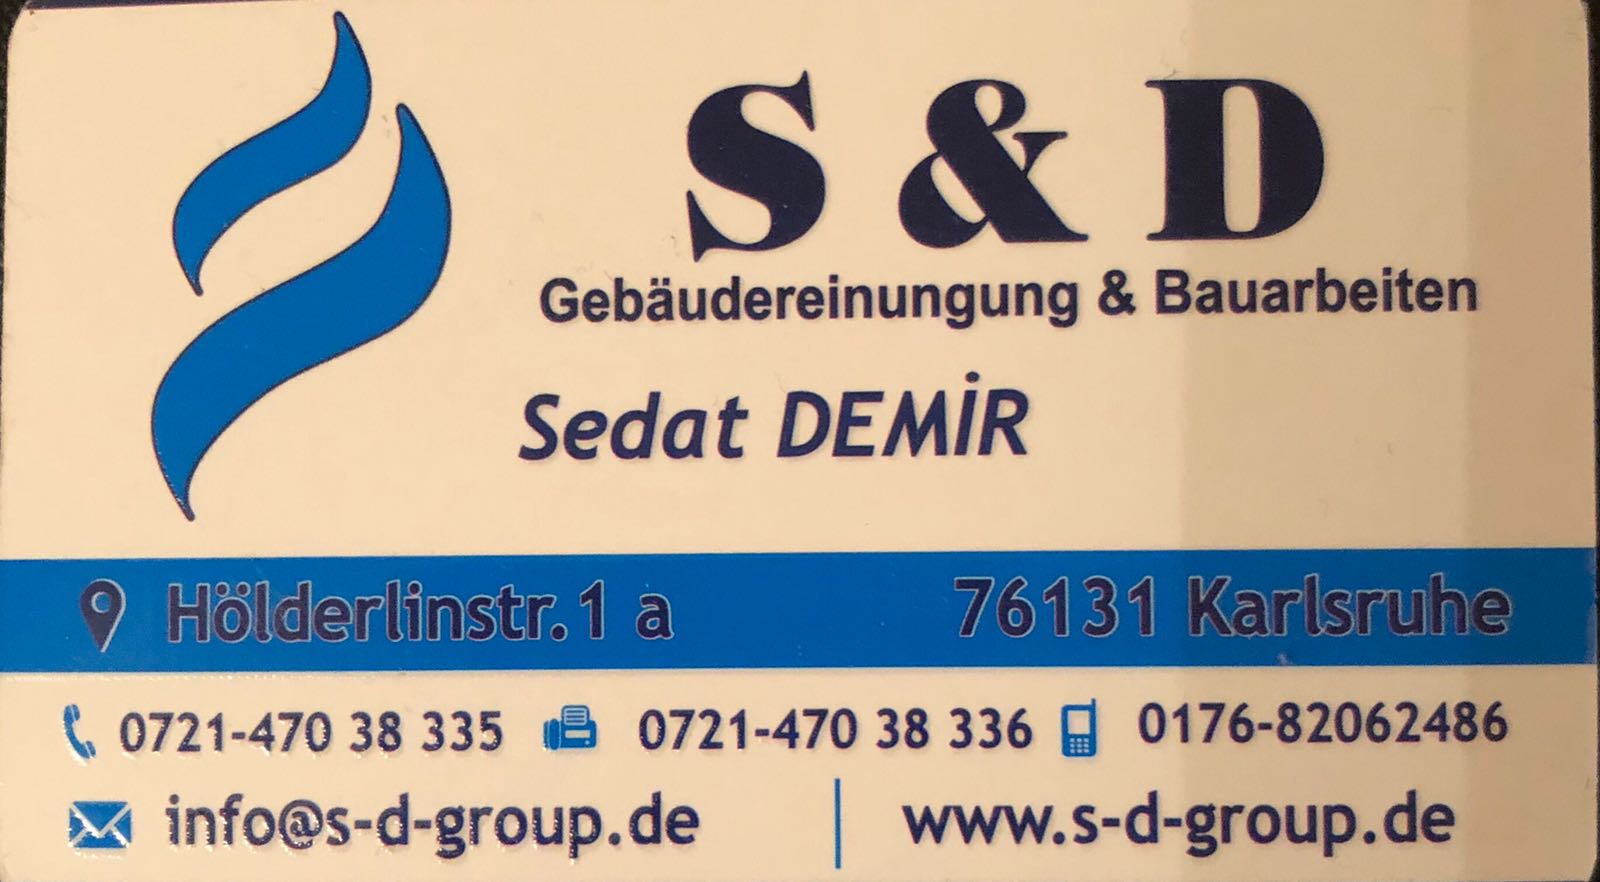 S & D
Gebäudereinungung & Bauarbeiten
Sedat DEMİR
Hölderlinstr.1 a 76131 Karlsruhe
0721-470 38 335 0721-470 38 336 0176-82062486
info@s-d-group.de www.s-d-group.de